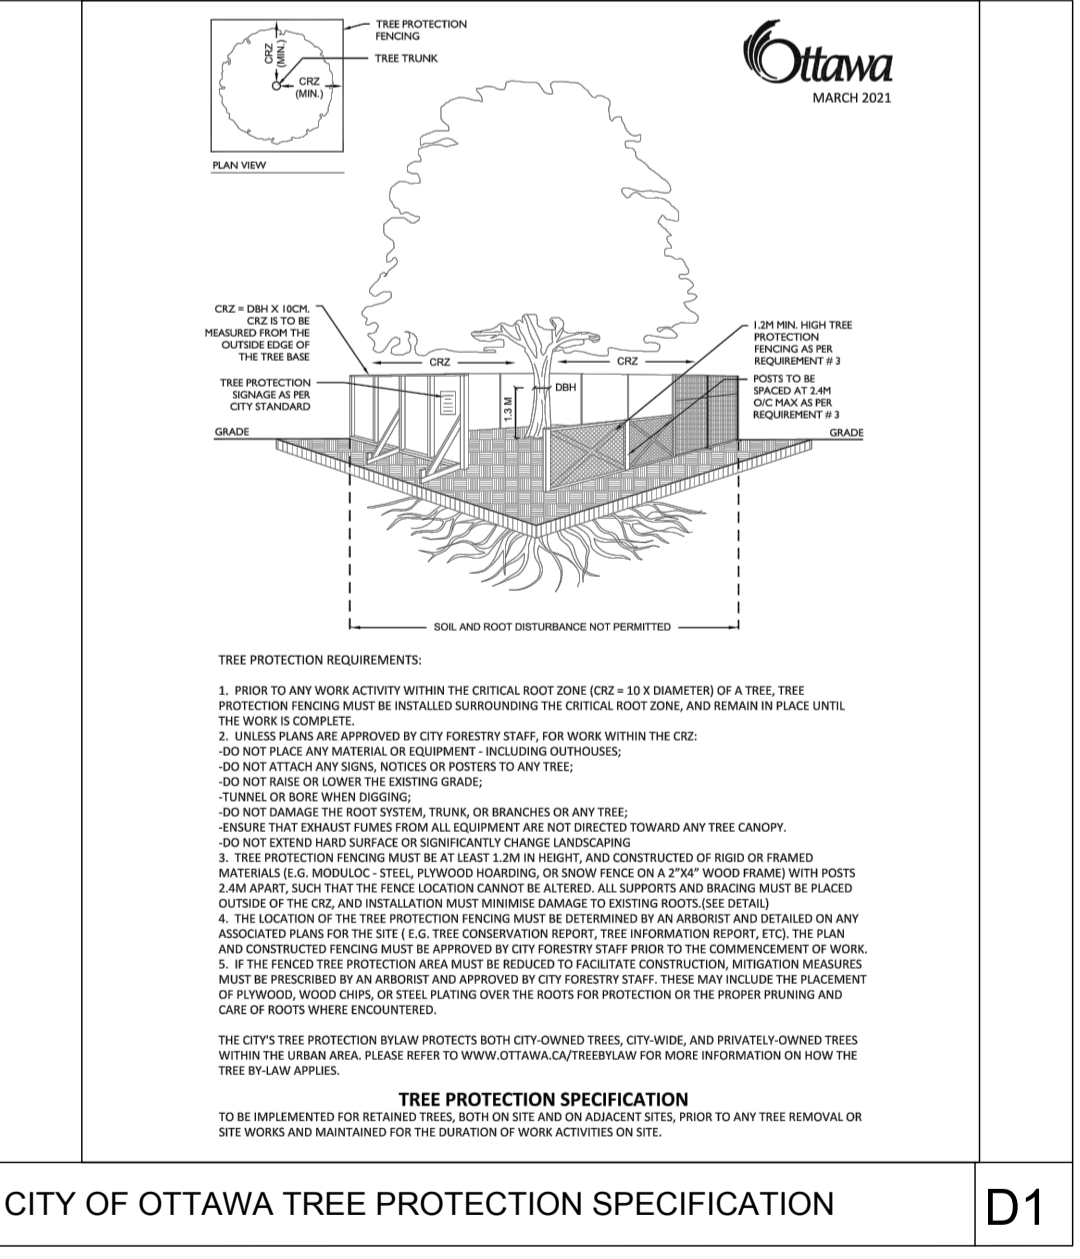 TREE PROTECTION
FENCING
TREE TRUNK
CRZ
(MIN.)
CRZ
(MIN.)
PLAN VIEW
Ottawa
MARCH 2021
CRZ = DBH X 10CM.
CRZ IS TO BE
MEASURED FROM THE
OUTSIDE EDGE OF
THE TREE BASE
TREE PROTECTION
SIGNAGE AS PER
CITY STANDARD
GRADE
CRZ
CRZ
DBH
1.3 M
1.2M MIN. HIGH TREE
PROTECTION
FENCING AS PER
REQUIREMENT # 3
POSTS TO BE
SPACED AT 2.4M
O/C MAX AS PER
REQUIREMENT # 3
GRADE
SOIL AND ROOT DISTURBANCE NOT PERMITTED
TREE PROTECTION REQUIREMENTS:
1. PRIOR TO ANY WORK ACTIVITY WITHIN THE CRITICAL ROOT ZONE (CRZ = 10 X DIAMETER) OF A TREE, TREE
PROTECTION FENCING MUST BE INSTALLED SURROUNDING THE CRITICAL ROOT ZONE, AND REMAIN IN PLACE UNTIL
THE WORK IS COMPLETE.
2. UNLESS PLANS ARE APPROVED BY CITY FORESTRY STAFF, FOR WORK WITHIN THE CRZ:
-DO NOT PLACE ANY MATERIAL OR EQUIPMENT - INCLUDING OUTHOUSES;
-DO NOT ATTACH ANY SIGNS, NOTICES OR POSTERS TO ANY TREE;
-DO NOT RAISE OR LOWER THE EXISTING GRADE;
-TUNNEL OR BORE WHEN DIGGING;
-DO NOT DAMAGE THE ROOT SYSTEM, TRUNK, OR BRANCHES OR ANY TREE;
-ENSURE THAT EXHAUST FUMES FROM ALL EQUIPMENT ARE NOT DIRECTED TOWARD ANY TREE CANOPY.
-DO NOT EXTEND HARD SURFACE OR SIGNIFICANTLY CHANGE LANDSCAPING
3. TREE PROTECTION FENCING MUST BE AT LEAST 1.2M IN HEIGHT, AND CONSTRUCTED OF RIGID OR FRAMED
MATERIALS (E.G. MODULOC - STEEL, PLYWOOD HOARDING, OR SNOW FENCE ON A 2"X4" WOOD FRAME) WITH POSTS
2.4M APART, SUCH THAT THE FENCE LOCATION CANNOT BE ALTERED. ALL SUPPORTS AND BRACING MUST BE PLACED
OUTSIDE OF THE CRZ, AND INSTALLATION MUST MINIMISE DAMAGE TO EXISTING ROOTS.(SEE DETAIL)
4. THE LOCATION OF THE TREE PROTECTION FENCING MUST BE DETERMINED BY AN ARBORIST AND DETAILED ON ANY
ASSOCIATED PLANS FOR THE SITE ( E.G. TREE CONSERVATION REPORT, TREE INFORMATION REPORT, ETC). THE PLAN
AND CONSTRUCTED FENCING MUST BE APPROVED BY CITY FORESTRY STAFF PRIOR TO THE COMMENCEMENT OF WORK.
5. IF THE FENCED TREE PROTECTION AREA MUST BE REDUCED TO FACILITATE CONSTRUCTION, MITIGATION MEASURES
MUST BE PRESCRIBED BY AN ARBORIST AND APPROVED BY CITY FORESTRY STAFF. THESE MAY INCLUDE THE PLACEMENT
OF PLYWOOD, WOOD CHIPS, OR STEEL PLATING OVER THE ROOTS FOR PROTECTION OR THE PROPER PRUNING AND
CARE OF ROOTS WHERE ENCOUNTERED.
THE CITY'S TREE PROTECTION BYLAW PROTECTS BOTH CITY-OWNED TREES, CITY-WIDE, AND PRIVATELY-OWNED TREES
WITHIN THE URBAN AREA. PLEASE REFER TO WWW.OTTAWA.CA/TREEBYLAW FOR MORE INFORMATION ON HOW THE
TREE BY-LAW APPLIES.
TREE PROTECTION SPECIFICATION
TO BE IMPLEMENTED FOR RETAINED TREES, BOTH ON SITE AND ON ADJACENT SITES, PRIOR TO ANY TREE REMOVAL OR
SITE WORKS AND MAINTAINED FOR THE DURATION OF WORK ACTIVITIES ON SITE.
CITY OF OTTAWA TREE PROTECTION SPECIFICATION
D1